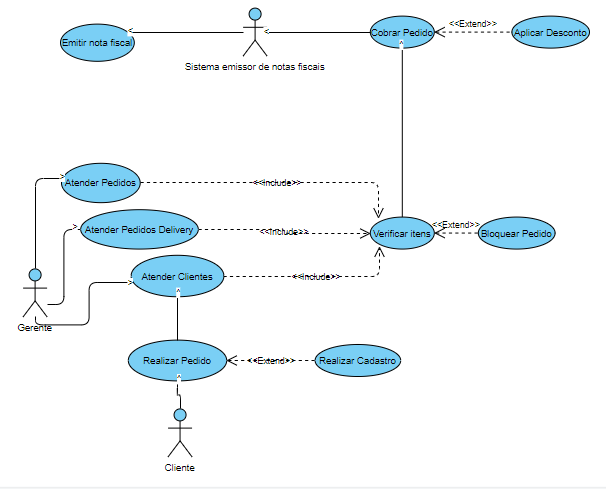 <<Extend>>
Emitir nota fiscal
Cobrar Pedido
Aplicar Desconto
Sistema emissor de notas fiscais
Atender Pedidos
<<Include>>
Atender Pedidos Delivery
<<Include>>
Verificar itens
<<Extend>>
Bloquear Pedido
Atender Clientes
<<Include>>
Gerente
Realizar Pedido
<<Extend>>
Realizar Cadastro
Cliente